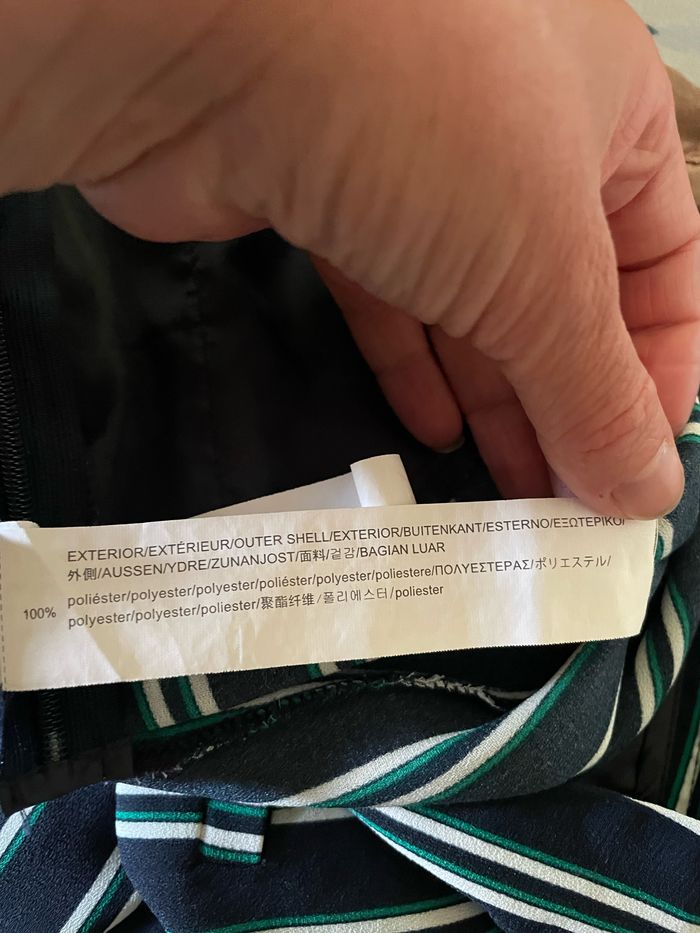 EXTERIOR/EXTÉRIEUR/OUTER SHELL/EXTERIOR/BUITENKANT/ESTERNO/ΕΞΩΤΕΡΙΚΟ/
外側/AUSSEN/YDRE/ZUNANJOST/面料/겉감/BAGIAN LUAR
100% poliéster/polyester/polyester/poliéster/polyester/poliestere/ΠΟΛΥΕΣΤΕΡΑΣ/ポリエステル/
polyester/polyester/poliester/聚酯纤维/폴리에스터/poliester